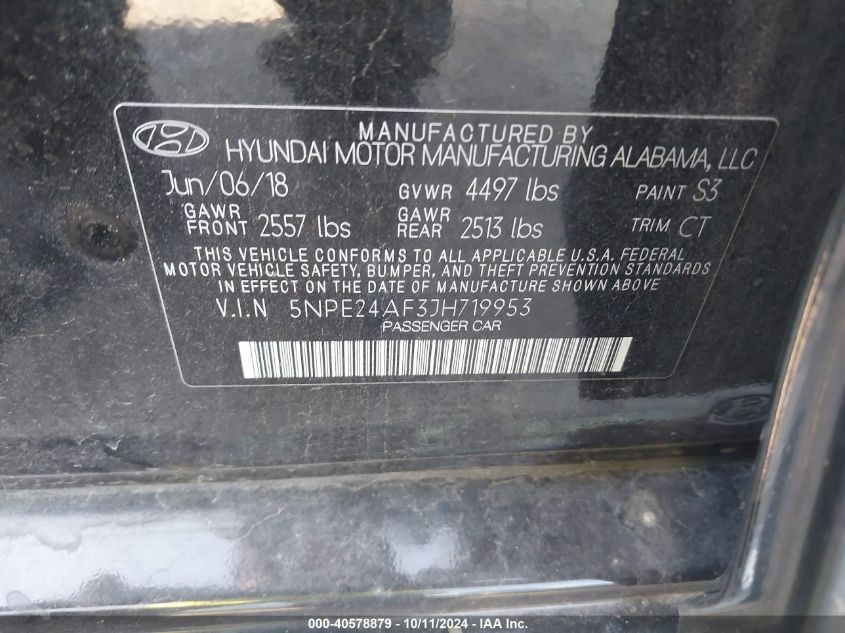 MANUFACTURED BY
HYUNDAI MOTOR MANUFACTURING ALABAMA, LLC
Jun/06/18 GVWR 4497 lbs PAINT S3
GAWR FRONT 2557 lbs GAWR REAR 2513 lbs TRIM CT
THIS VEHICLE CONFORMS TO ALL APPLICABLE U.S.A. FEDERAL
MOTOR VEHICLE SAFETY, BUMPER, AND THEFT PREVENTION STANDARDS
IN EFFECT ON THE DATE OF MANUFACTURE SHOWN ABOVE
V.I.N 5NPE24AF3JH719953
PASSENGER CAR
000-40578879 - 10/11/2024 - IAA Inc.